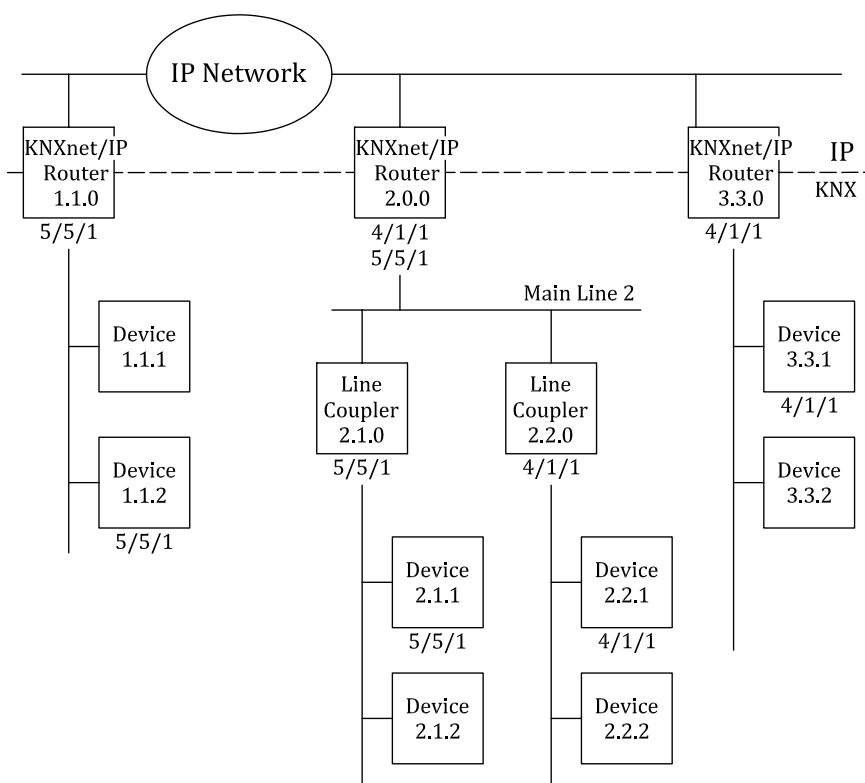 IP Network
KNXnet/IP
Router
1.1.0
5/5/1
KNXnet/IP
Router
2.0.0
4/1/1
5/5/1
KNXnet/IP
Router
3.3.0
4/1/1
IP
KNX
Main Line 2
Device
1.1.1
Device
1.1.2
5/5/1
Line
Coupler
2.1.0
5/5/1
Line
Coupler
2.2.0
4/1/1
Device
3.3.1
4/1/1
Device
3.3.2
Device
2.1.1
5/5/1
Device
2.1.2
Device
2.2.1
4/1/1
Device
2.2.2